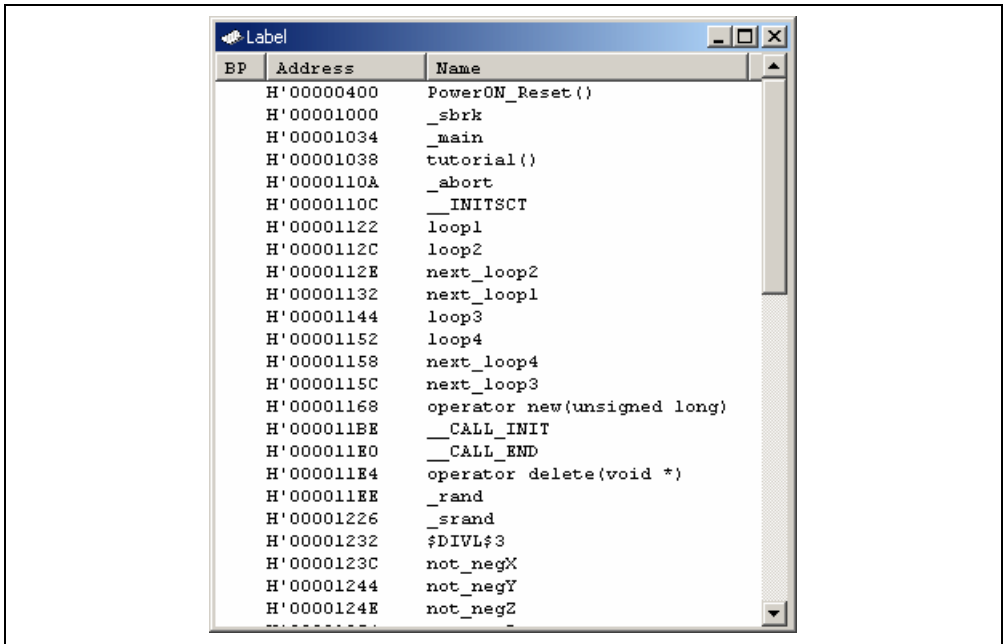 Label
BP Address Name
H'00000400 PowerON_Reset()
H'00001000 _sbrk
H'00001034 _main
H'00001038 tutorial()
H'0000110A _abort
H'0000110C __INITSCT
H'00001122 loop1
H'0000112C loop2
H'0000112E next_loop2
H'00001132 next_loop1
H'00001144 loop3
H'00001152 loop4
H'00001158 next_loop4
H'0000115C next_loop3
H'00001168 operator new(unsigned long)
H'000011BE __CALL_INIT
H'000011E0 __CALL_END
H'000011E4 operator delete(void *)
H'000011EE _rand
H'00001226 _srand
H'00001232 $DIVL$3
H'0000123C not_negX
H'00001244 not_negY
H'0000124E not_negZ